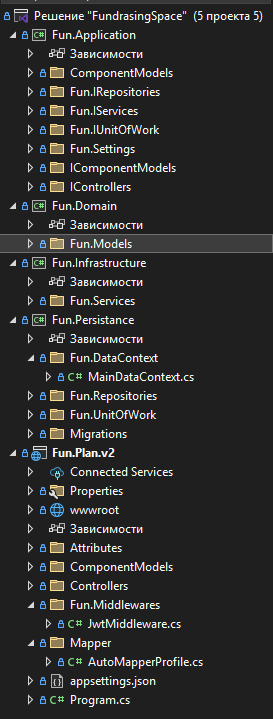 Решение "FundrasingSpace" (5 проекта 5)
Fun.Application
Зависимости
ComponentModels
Fun.IRepositories
Fun.IServices
Fun.IUnitOfWork
Fun.Settings
IComponentModels
IControllers
Fun.Domain
Зависимости
Fun.Models
Fun.Infrastructure
Зависимости
Fun.Services
Fun.Persistance
Зависимости
Fun.DataContext
C# MainDataContext.cs
Fun.Repositories
Fun.UnitOfWork
Migrations
Fun.Plan.v2
Connected Services
Properties
wwwroot
Зависимости
Attributes
ComponentModels
Controllers
Fun.Middlewares
C# JwtMiddleware.cs
Mapper
C# AutoMapperProfile.cs
appsettings.json
C# Program.cs